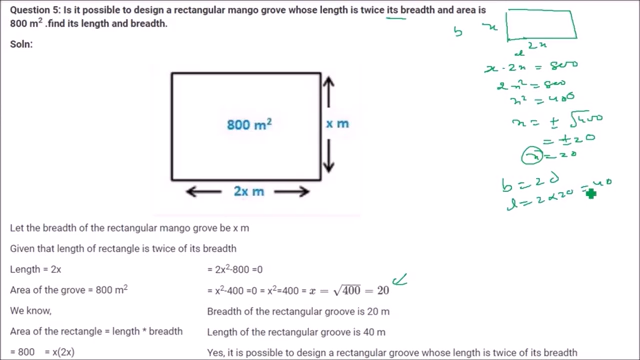 Question 5: Is it possible to design a rectangular mango grove whose length is twice its breadth and area is
800 m² .find its length and breadth.
Soln:
800 m²
x m
2x m
Let the breadth of the rectangular mango grove be x m
Given that length of rectangle is twice of its breadth
Length = 2x
Area of the grove = 800 m²
We know,
Area of the rectangle = length * breadth
= 800 = x(2x)
= 2x²-800 =0
= x²-400 =0 = x²=400 = x = √400 = 20
Breadth of the rectangular groove is 20 m
Length of the rectangular groove is 40 m
Yes, it is possible to design a rectangular groove whose length is twice of its breadth
b x
l 2x
x · 2x = 800
2x² = 800
x² = 400
x = ± √400
= ± 20
x = 20
b = 20
l = 2 x 20 = 40